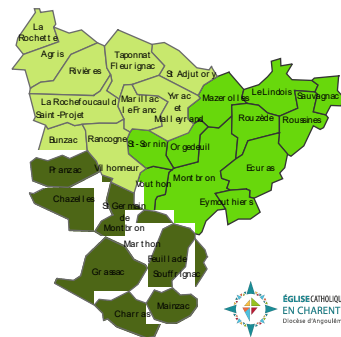 La
Rochette
Agris
Rivières
Taponnat
Fleurignac
St Adjutory
La Rochefoucauld
Saint-Projet
Marillac
le Franc
Yvrac
et
Malleyrand
Mazerolles
Le Lindois
Sauvagnac
Rouzède
Roussines
Bunzac
Rancogne
St-Sornin
Orgedeuil
Ecuras
Pranzac
Vilhonneur
Vouthon
Montbron
Eymouthiers
Chazelles
St Germain
de
Montbron
Marthon
Feuillade
Souffrignac
Grassac
Charras
Mainzac
ÉGLISE CATHOLIQUE
EN CHARENT
Diocèse d'Angoulêm